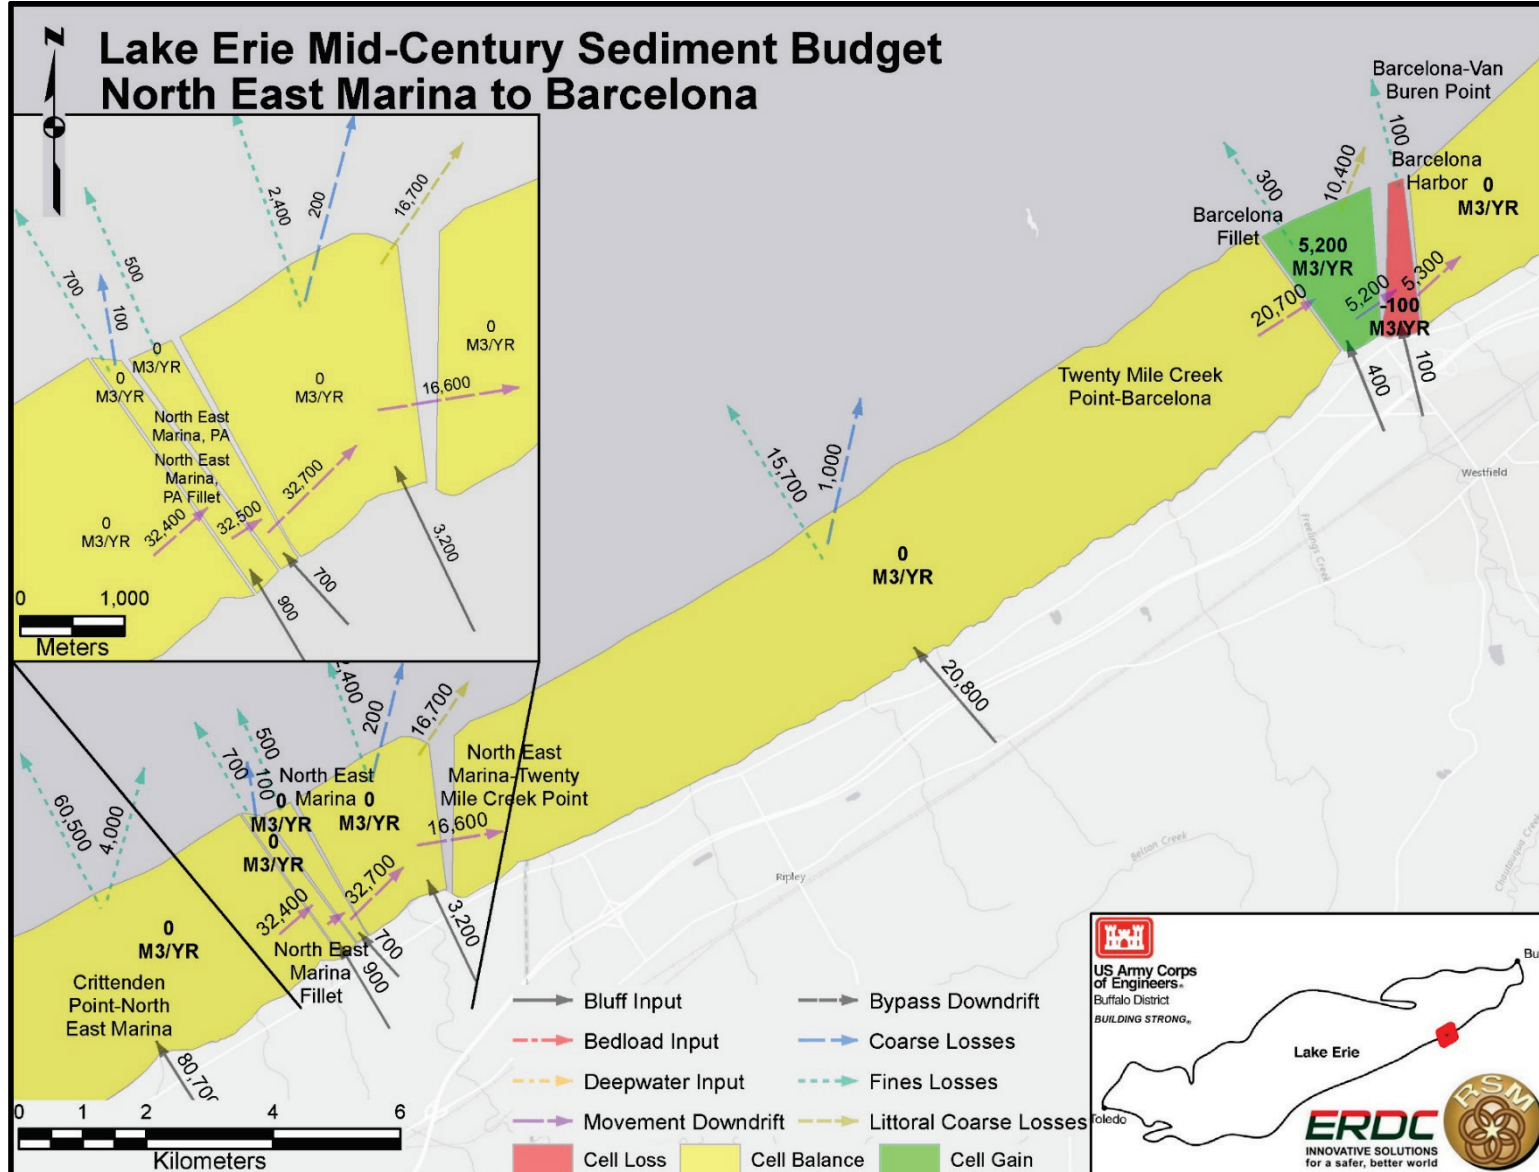 Lake Erie Mid-Century Sediment Budget
North East Marina to Barcelona
N
2,400
200
16,700
500
700
100
0
M3/YR
0
M3/YR
0
M3/YR
0
M3/YR
16,600
North East
Marina, PA
North East
Marina,
PA Fillet
32,700
32,500
32,400
0
M3/YR
3,200
700
900
0 1,000
Meters
Barcelona-Van
Buren Point
100
Barcelona
Harbor
0
M3/YR
10,400
300
Barcelona
Fillet
5,200
M3/YR
20,700
5,200
5,300
-100
M3/YR
400
100
Twenty Mile Creek
Point-Barcelona
Westfield
Freelings Creek
15,700
1,000
0
M3/YR
20,800
Belson Creek
Chautauqua Creek
Ripley
2,400
200
16,700
500
700
100
North East
Marina
0
M3/YR
0
M3/YR
0
M3/YR
North East
Marina-Twenty
Mile Creek Point
16,600
60,500
4,000
32,700
32,400
3,200
700
900
0
M3/YR
North East
Marina
Fillet
Crittenden
Point-North
East Marina
80,700
0 1 2 4 6
Kilometers
Bluff Input
Bypass Downdrift
Bedload Input
Coarse Losses
Deepwater Input
Fines Losses
Movement Downdrift
Littoral Coarse Losses
Cell Loss
Cell Balance
Cell Gain
US Army Corps
of Engineers®
Buffalo District
BUILDING STRONG®
Bu
Lake Erie
Toledo
ERDC
INNOVATIVE SOLUTIONS
for a safer, better world
RSM